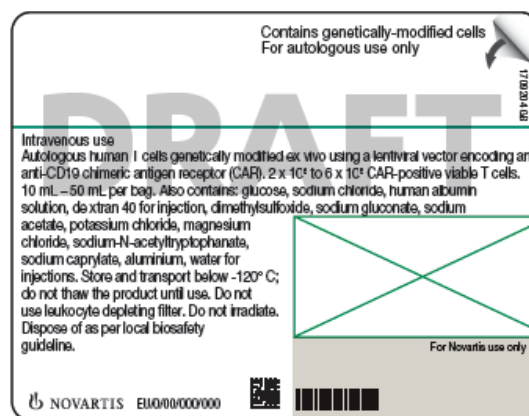 Contains genetically-modified cells
For autologous use only
DRAFT
Intravenous use
Autologous human T cells genetically modified ex vivo using a lentiviral vector encoding an
anti-CD19 chimeric antigen receptor (CAR). 2 x 10⁶ to 6 x 10⁸ CAR-positive viable T cells.
10 mL – 50 mL per bag. Also contains: glucose, sodium chloride, human albumin
solution, dextran 40 for injection, dimethylsulfoxide, sodium gluconate, sodium
acetate, potassium chloride, magnesium
chloride, sodium-N-acetyltryptophanate,
sodium caprylate, aluminium, water for
injections. Store and transport below -120° C;
do not thaw the product until use. Do not
use leukocyte depleting filter. Do not irradiate.
Dispose of as per local biosafety
guideline.
For Novartis use only
NOVARTIS EU/0/00/000/000